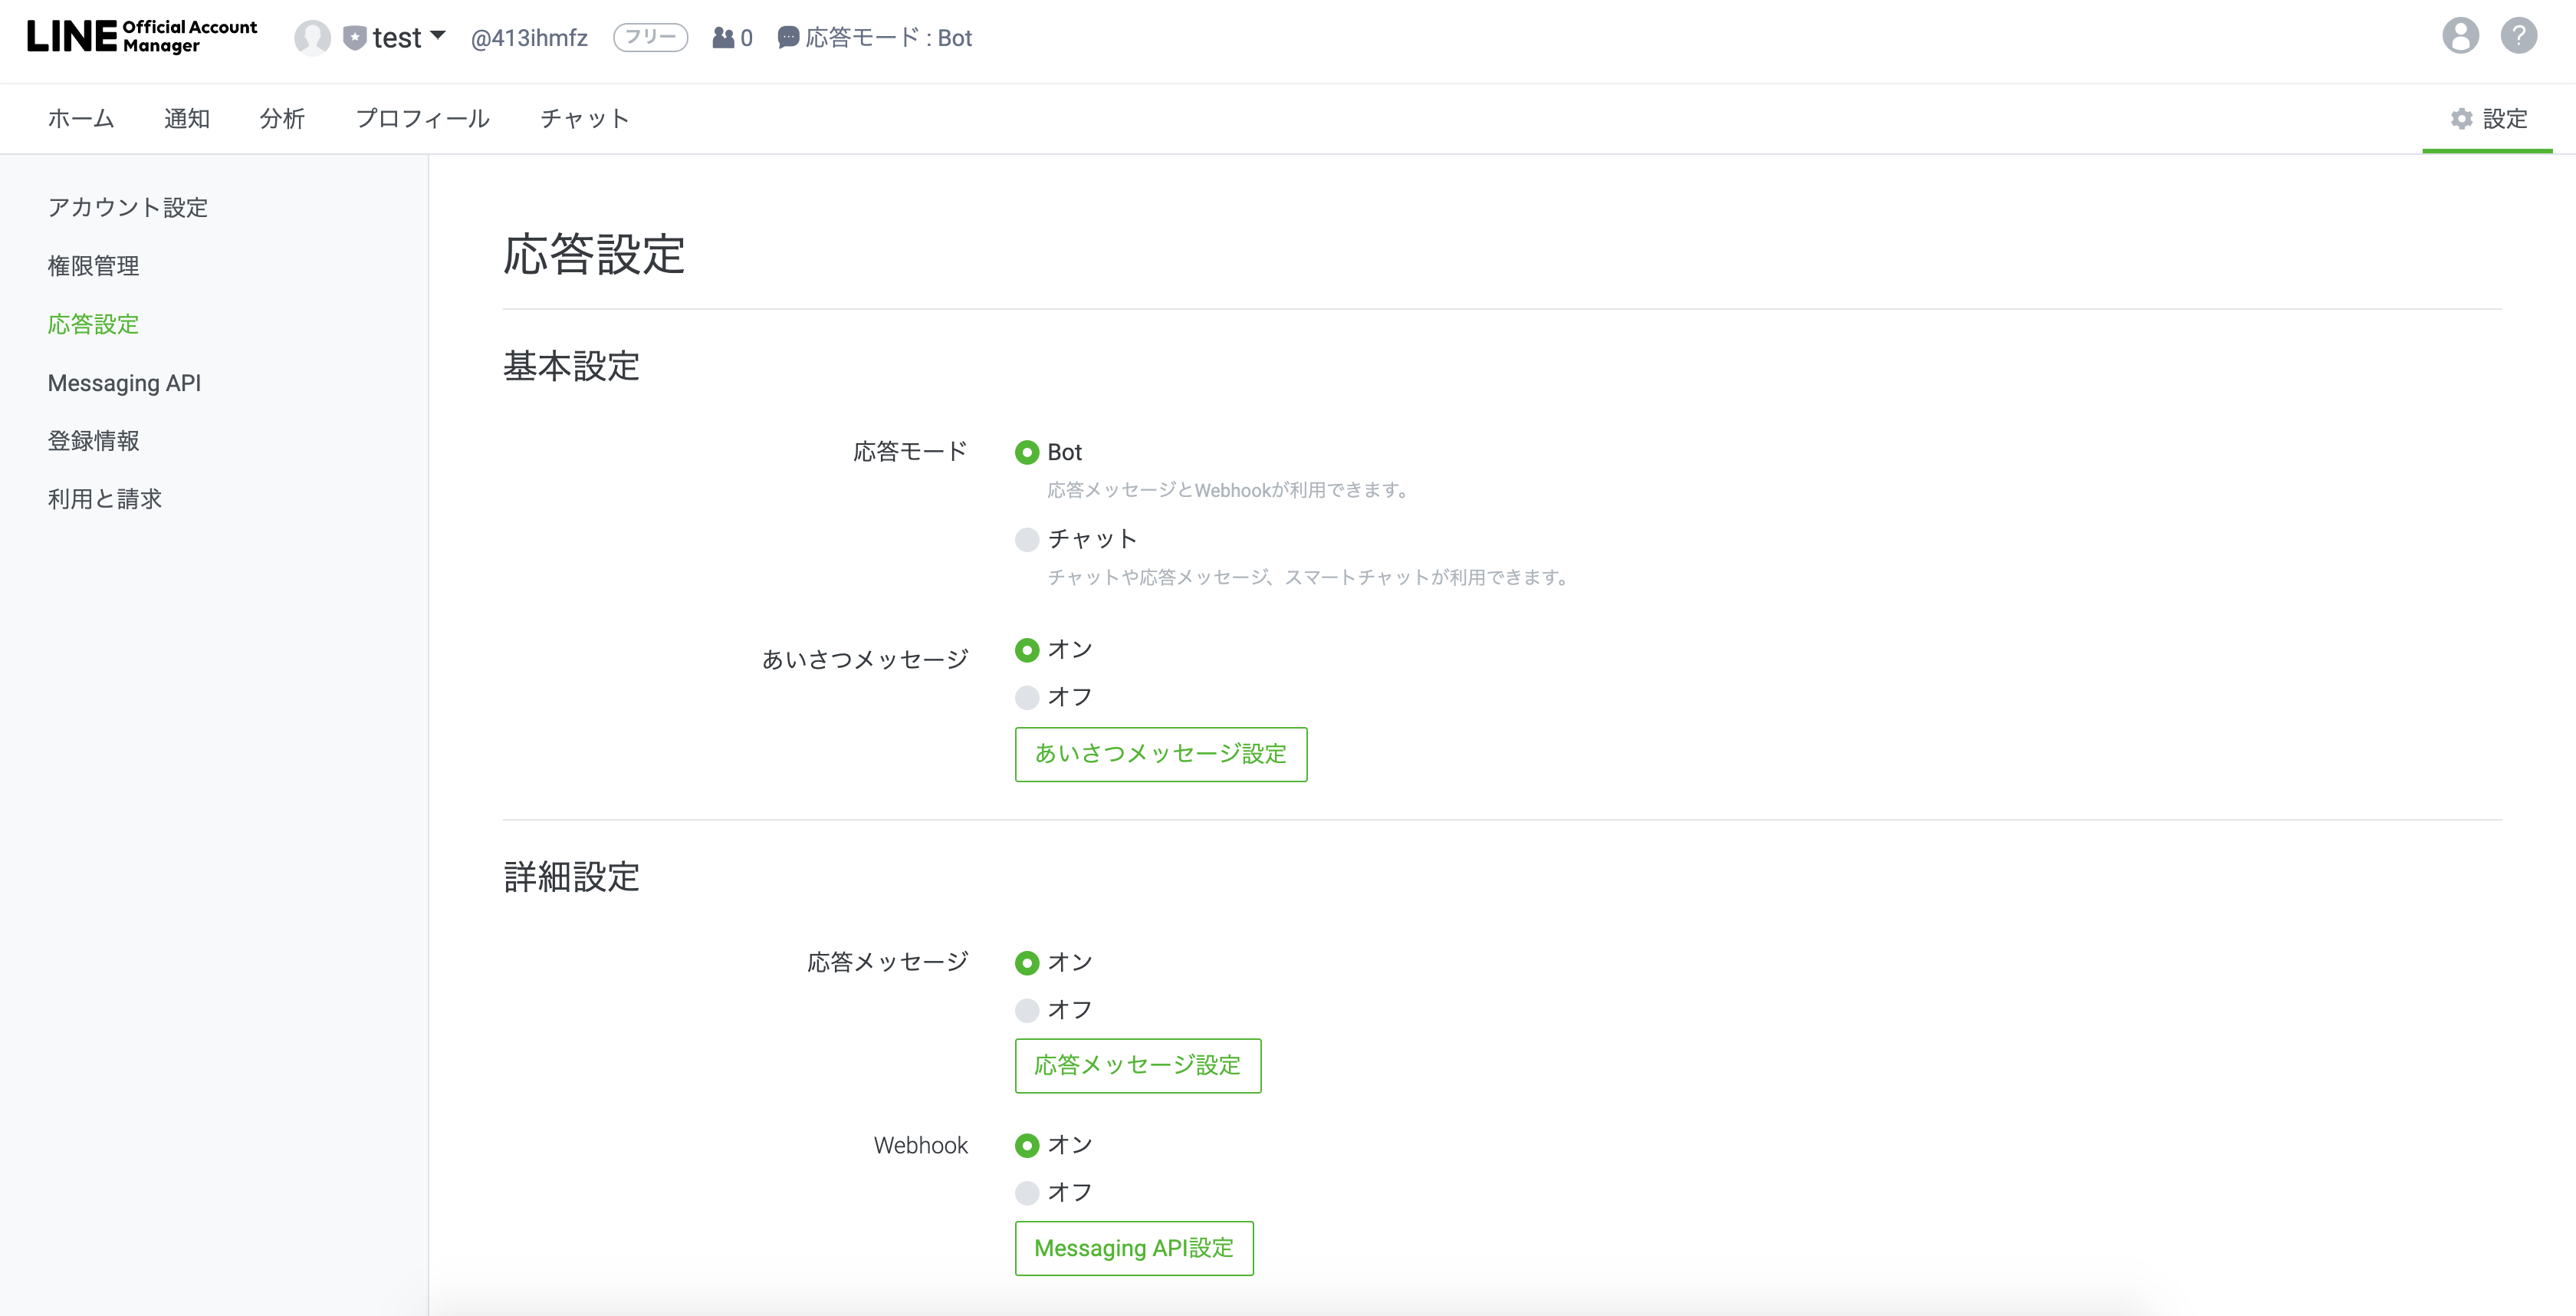 LINE Official Account Manager
test @413ihmfz フリー 0 応答モード : Bot
ホーム 通知 分析 プロフィール チャット 設定
アカウント設定
権限管理
応答設定
Messaging API
登録情報
利用と請求
応答設定
基本設定
応答モード Bot
応答メッセージとWebhookが利用できます。
チャット
チャットや応答メッセージ、スマートチャットが利用できます。
あいさつメッセージ オン
オフ
あいさつメッセージ設定
詳細設定
応答メッセージ オン
オフ
応答メッセージ設定
Webhook オン
オフ
Messaging API設定